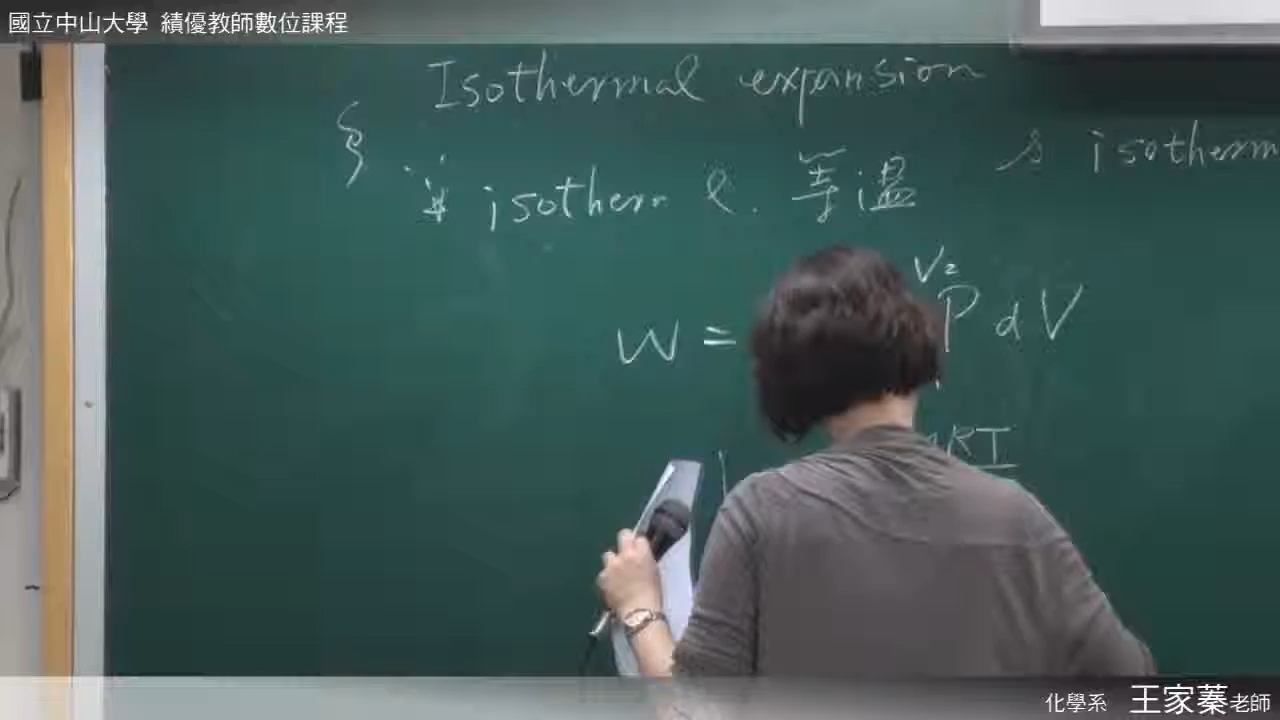 國立中山大學 績優教師數位課程
Isothermal expansion
isotherm
isotherm l. 等溫
V2
W = P dV
nRT
化學系 王家蓁老師